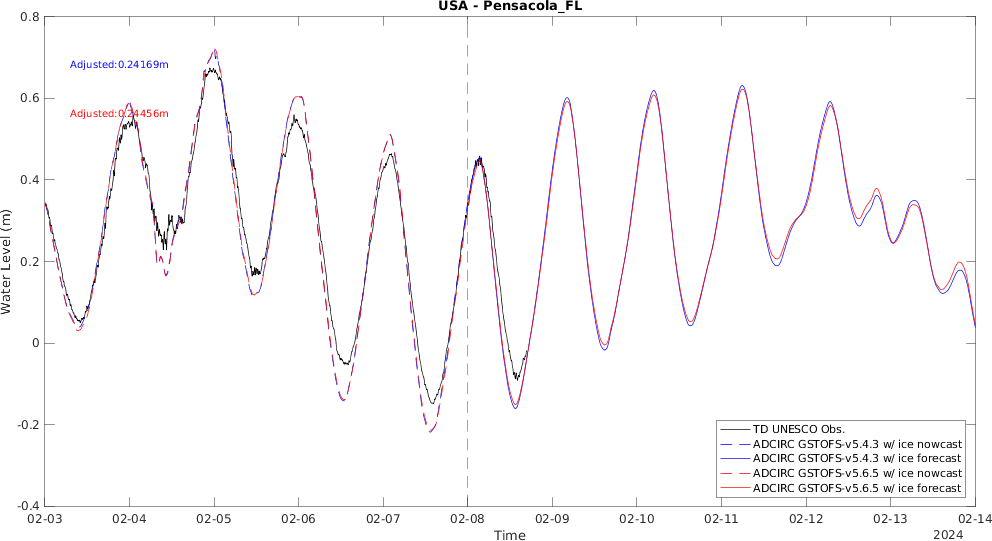 USA - Pensacola_FL
0.8
0.6
0.4
0.2
0
-0.2
-0.4
Water Level (m)
Adjusted:0.24169m
Adjusted:0.24456m
TD UNESCO Obs.
ADCIRC GSTOFS-v5.4.3 w/ ice nowcast
ADCIRC GSTOFS-v5.4.3 w/ ice forecast
ADCIRC GSTOFS-v5.6.5 w/ ice nowcast
ADCIRC GSTOFS-v5.6.5 w/ ice forecast
02-03 02-04 02-05 02-06 02-07 02-08 02-09 02-10 02-11 02-12 02-13 02-14
Time
2024